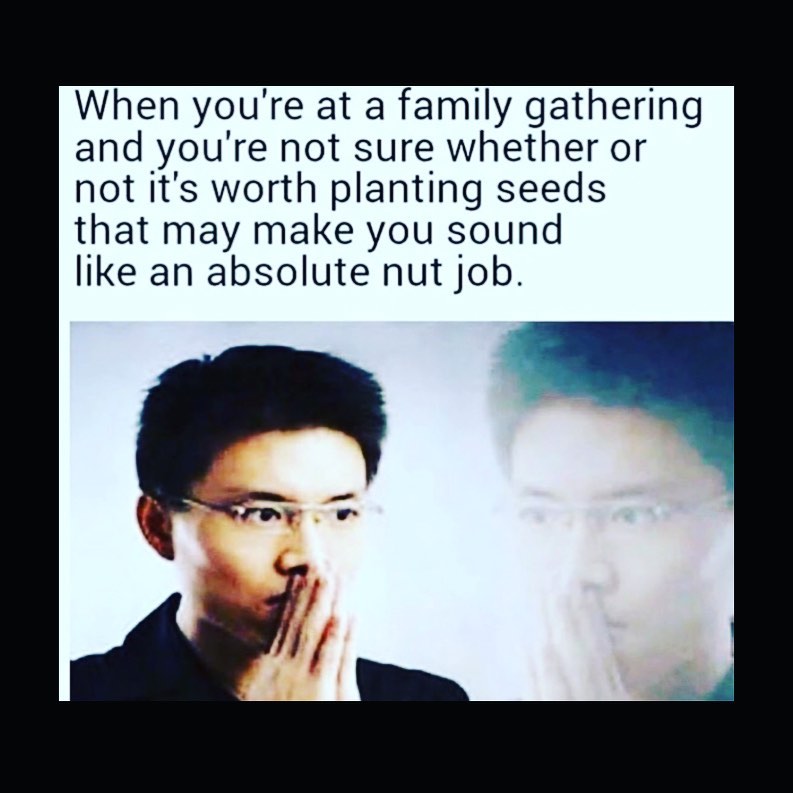 When you're at a family gathering
and you're not sure whether or
not it's worth planting seeds
that may make you sound
like an absolute nut job.